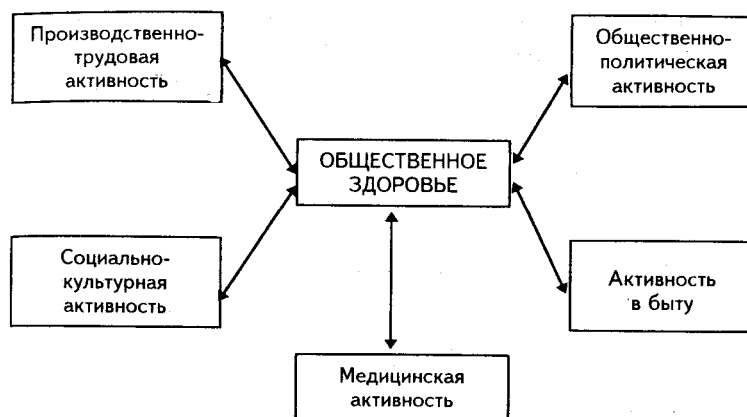 Производственно-
трудовая
активность
Общественно-
политическая
активность
ОБЩЕСТВЕННОЕ
ЗДОРОВЬЕ
Социально-
культурная
активность
Активность
в быту
Медицинская
активность